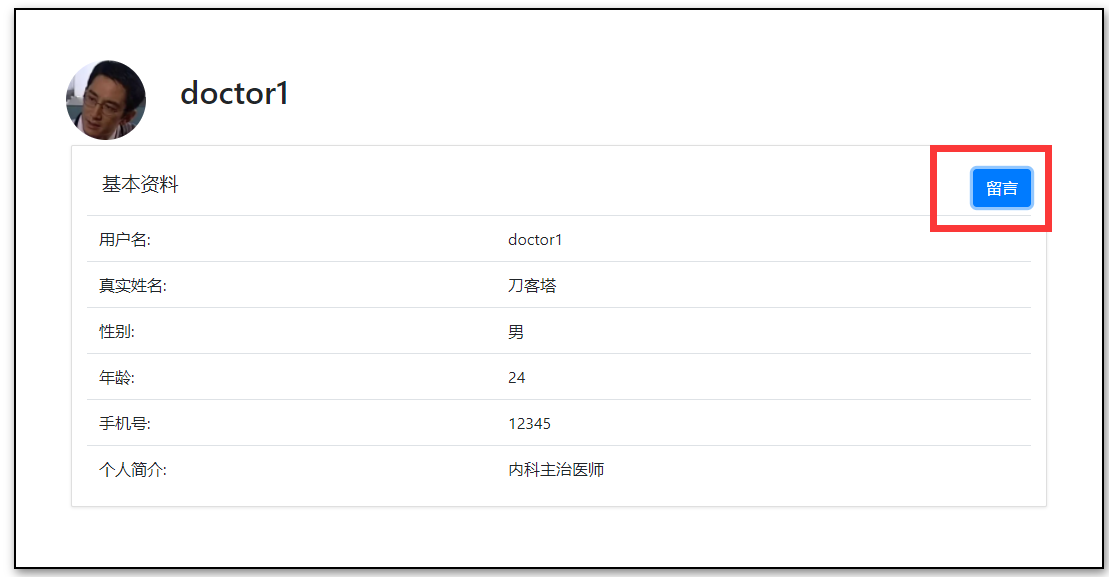 doctor1
基本资料 留言
用户名: doctor1
真实姓名: 刀客塔
性别: 男
年龄: 24
手机号: 12345
个人简介: 内科主治医师